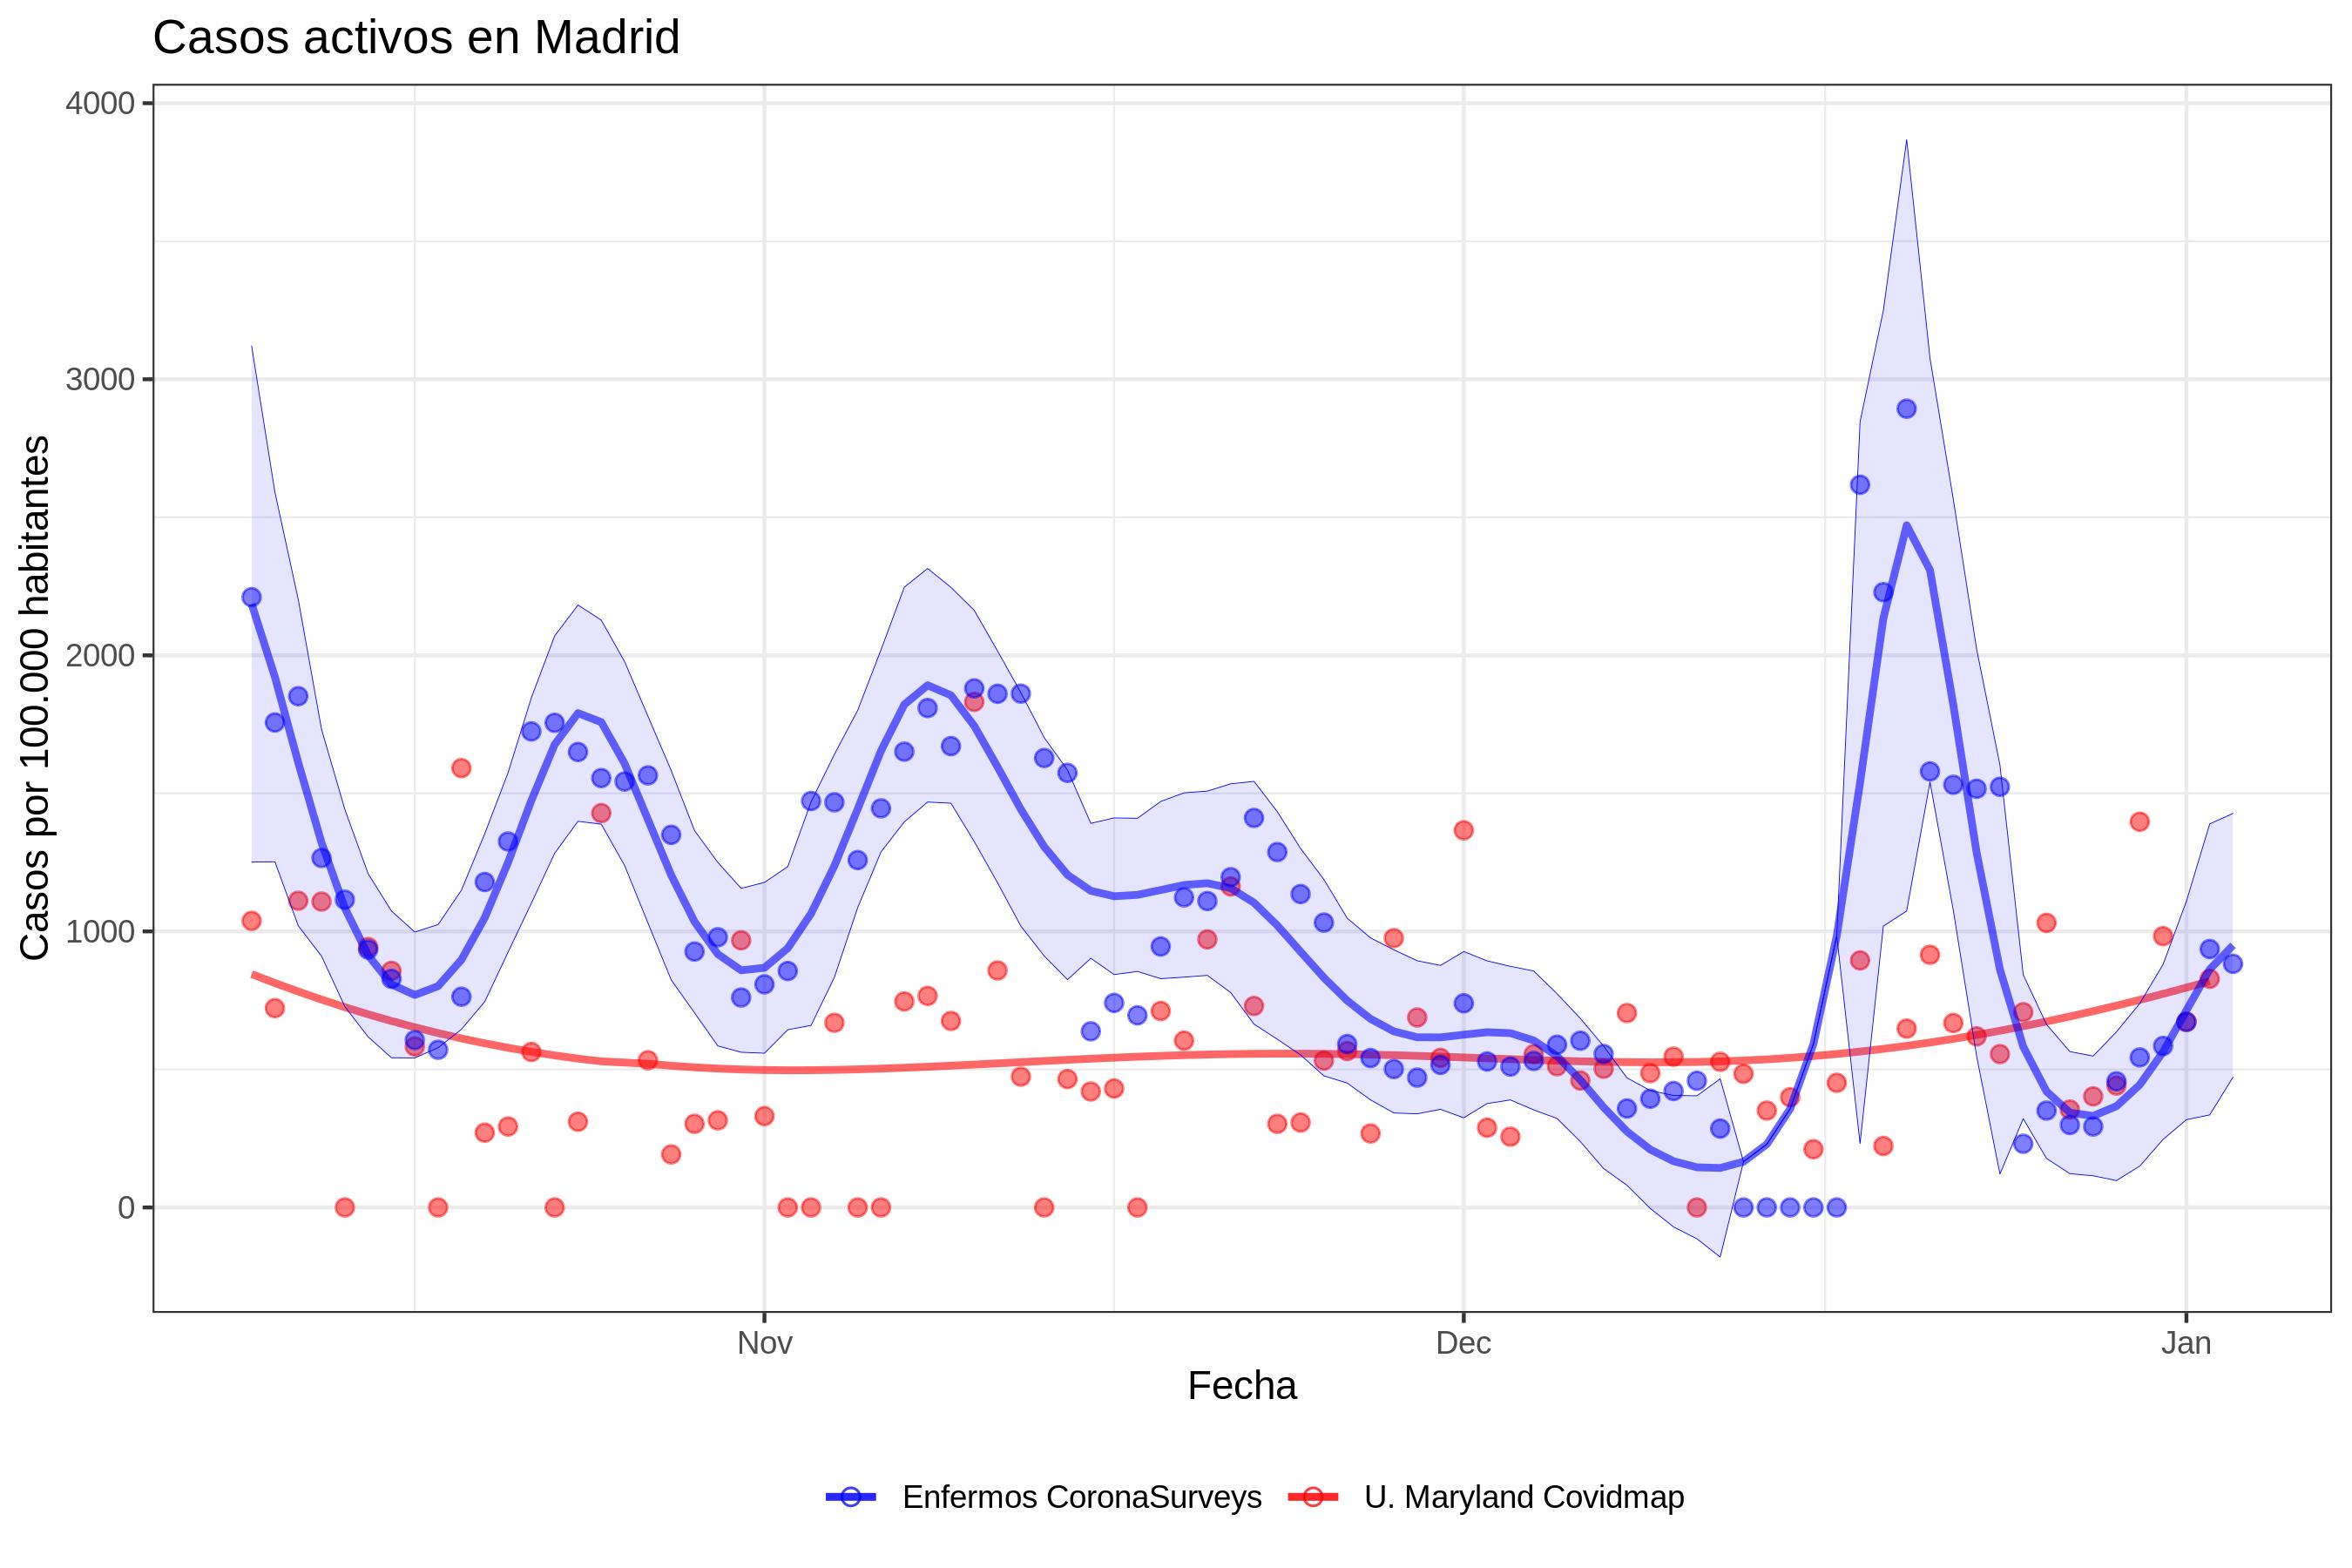 Casos activos en Madrid
Casos por 100.000 habitantes
4000
3000
2000
1000
0
Nov
Dec
Jan
Fecha
Enfermos CoronaSurveys
U. Maryland Covidmap